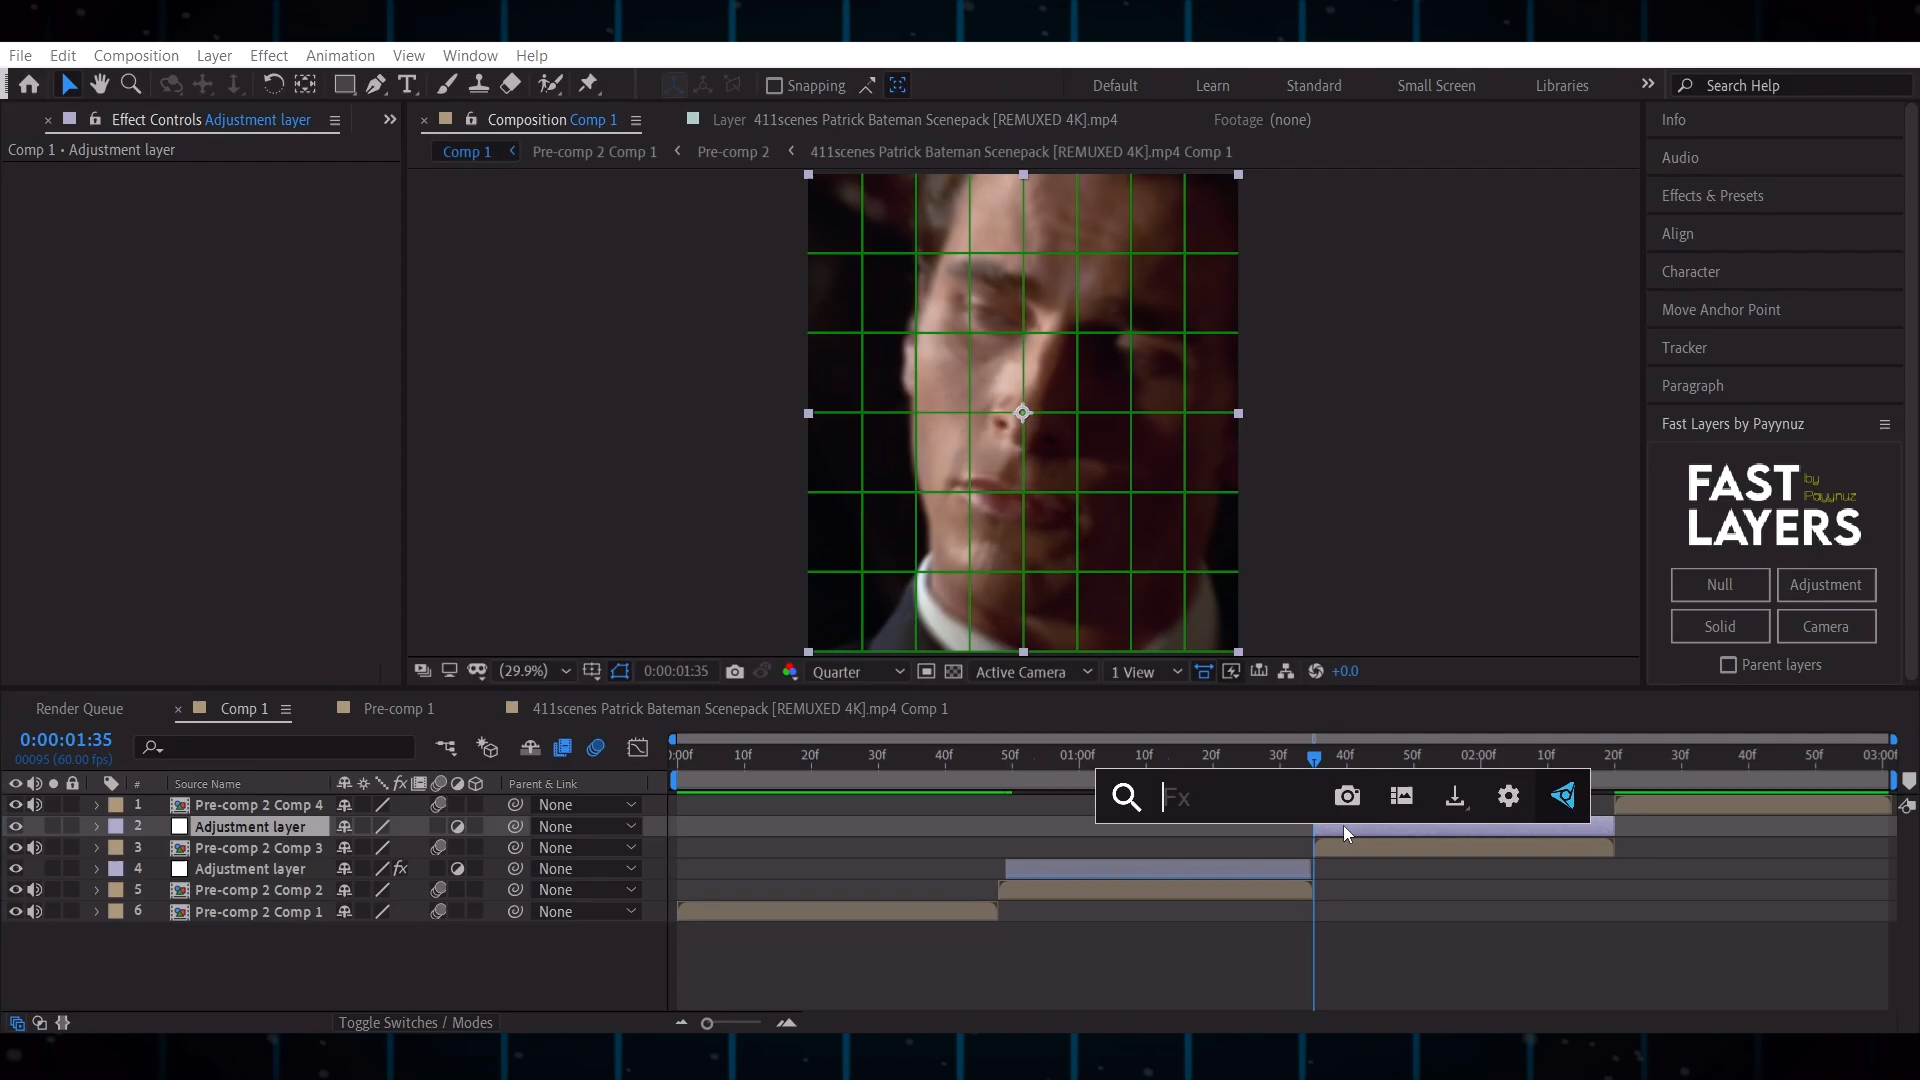 File Edit Composition Layer Effect Animation View Window Help
Snapping Default Learn Standard Small Screen Libraries Search Help
Effect Controls Adjustment layer
Composition Comp 1 Layer 411scenes Patrick Bateman Scenepack [REMUXED 4K].mp4 Footage (none)
Comp 1 • Adjustment layer
Comp 1 Pre-comp 2 Comp 1 Pre-comp 2 411scenes Patrick Bateman Scenepack [REMUXED 4K].mp4 Comp 1
Info
Audio
Effects & Presets
Align
Character
Move Anchor Point
Tracker
Paragraph
Fast Layers by Payynuz
FAST by Payynuz
LAYERS
Null Adjustment
Solid Camera
Parent layers
(29.9%) 0:00:01:35 Quarter Active Camera 1 View +0.0
Render Queue Comp 1 Pre-comp 1 411scenes Patrick Bateman Scenepack [REMUXED 4K].mp4 Comp 1
0:00:01:35
00095 (60.00 fps)
):00f 10f 20f 30f 40f 50f 01:00f 10f 20f 30f 40f 50f 02:00f 10f 20f 30f 40f 50f 03:00f
# Source Name fx Parent & Link
Fx
1 Pre-comp 2 Comp 4 None
2 Adjustment layer None
3 Pre-comp 2 Comp 3 None
4 Adjustment layer fx None
5 Pre-comp 2 Comp 2 None
6 Pre-comp 2 Comp 1 None
Toggle Switches / Modes